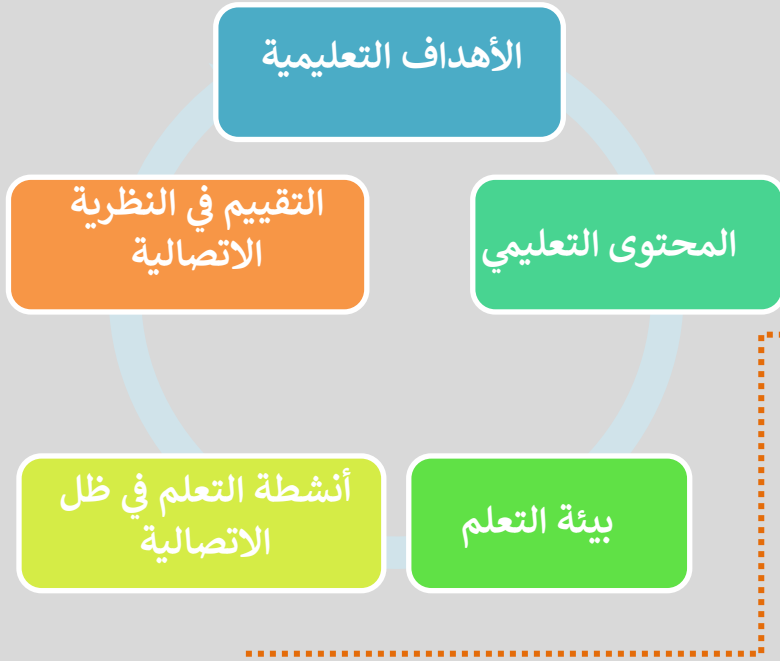 الأهداف التعليمية
المحتوى التعليمي
بيئة التعلم
أنشطة التعلم في ظل
الاتصالية
التقييم في النظرية
الاتصالية